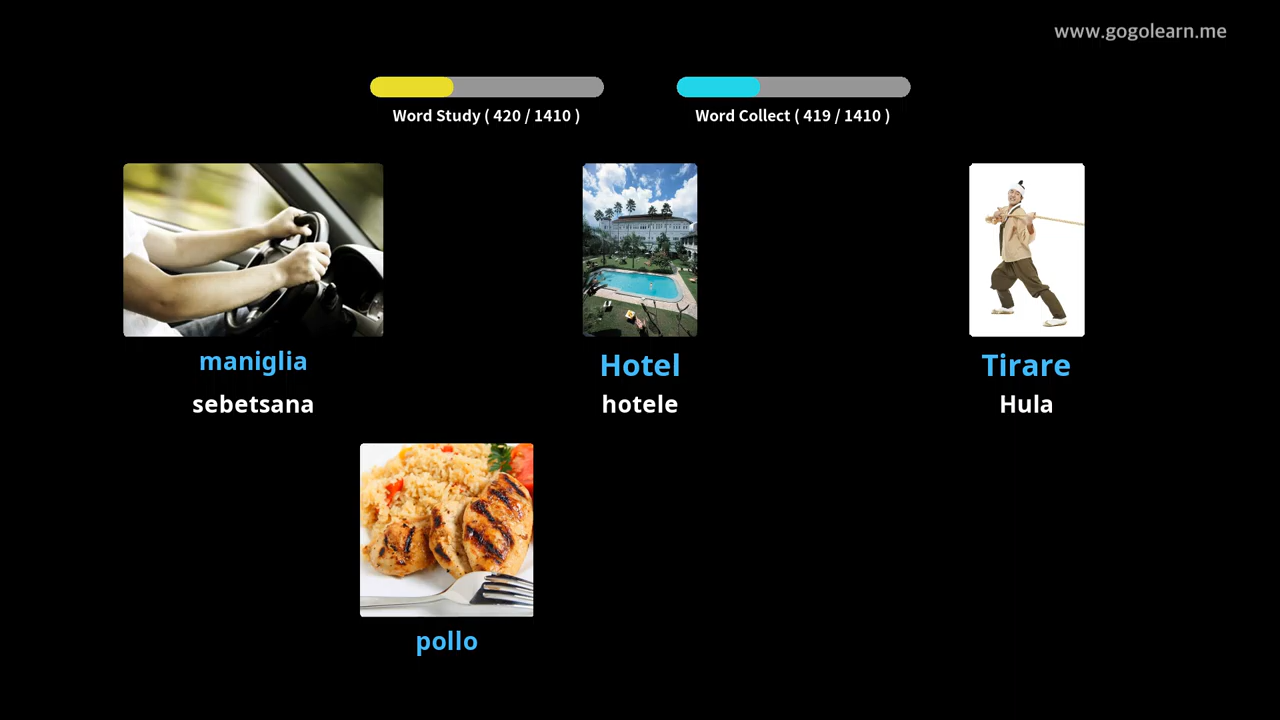 www.gogolearn.me
Word Study ( 420 / 1410 )
Word Collect ( 419 / 1410 )
maniglia
Hotel
Tirare
sebetsana
hotele
Hula
pollo